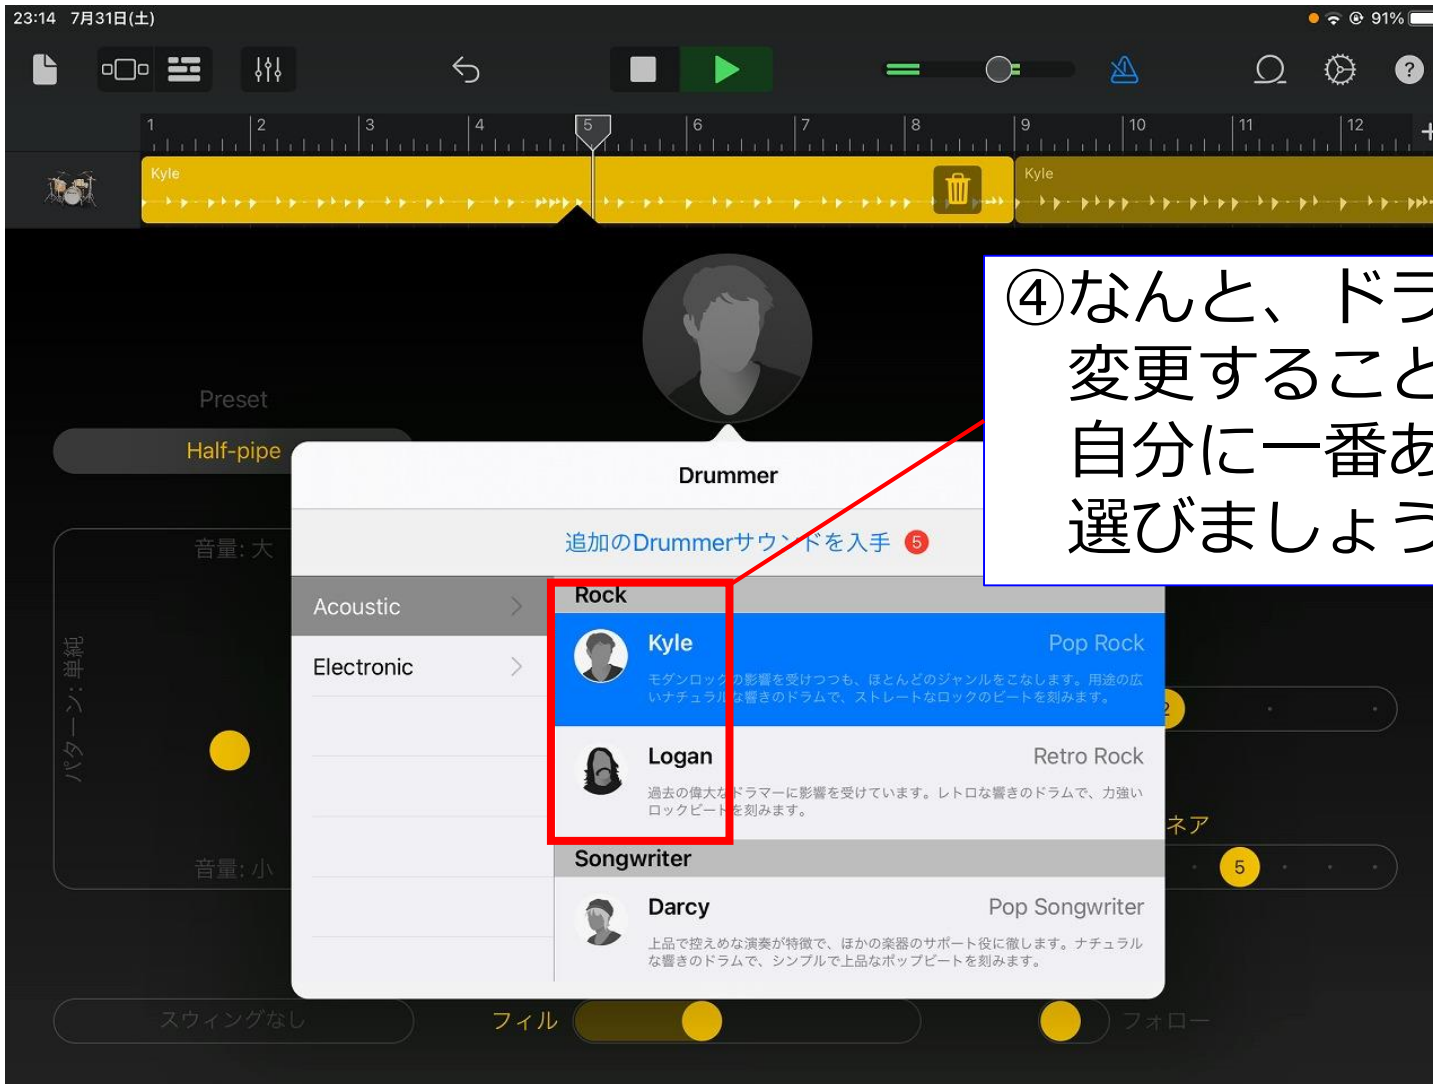 23:14 7月31日(土)
91%
1 2 3 4 5 6 7 8 9 10 11 12
Kyle
Kyle
④なんと、ドラ
変更すること
自分に一番あ
選びましょう
Preset
Half-pipe
Drummer
追加のDrummerサウンドを入手 5
音量: 大
Acoustic
Electronic
Rock
Kyle
Pop Rock
モダンロックの影響を受けつつも、ほとんどのジャンルをこなします。用途の広
いナチュラルな響きのドラムで、ストレートなロックのビートを刻みます。
Logan
Retro Rock
過去の偉大なドラマーに影響を受けています。レトロな響きのドラムで、力強い
ロックビートを刻みます。
Songwriter
Darcy
Pop Songwriter
上品で控えめな演奏が特徴で、ほかの楽器のサポート役に徹します。ナチュラル
な響きのドラムで、シンプルで上品なポップビートを刻みます。
パターン: 単純
2
ネア
5
音量: 小
スウィングなし
フィル
フォロー